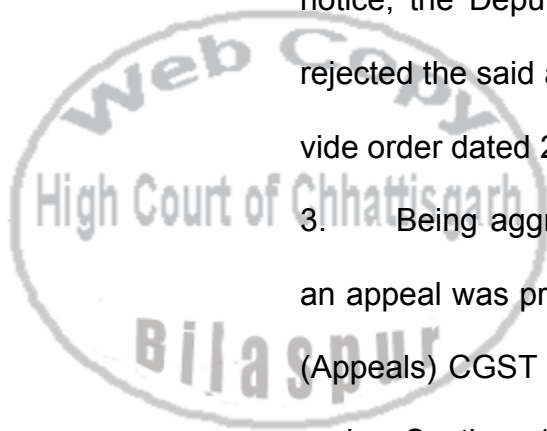 notice, the Depu
rejected the said a
vide order dated 2
Web Copy
High Court of Chhattisgarh
3. Being aggr
an appeal was pr
Bilaspur
(Appeals) CGST